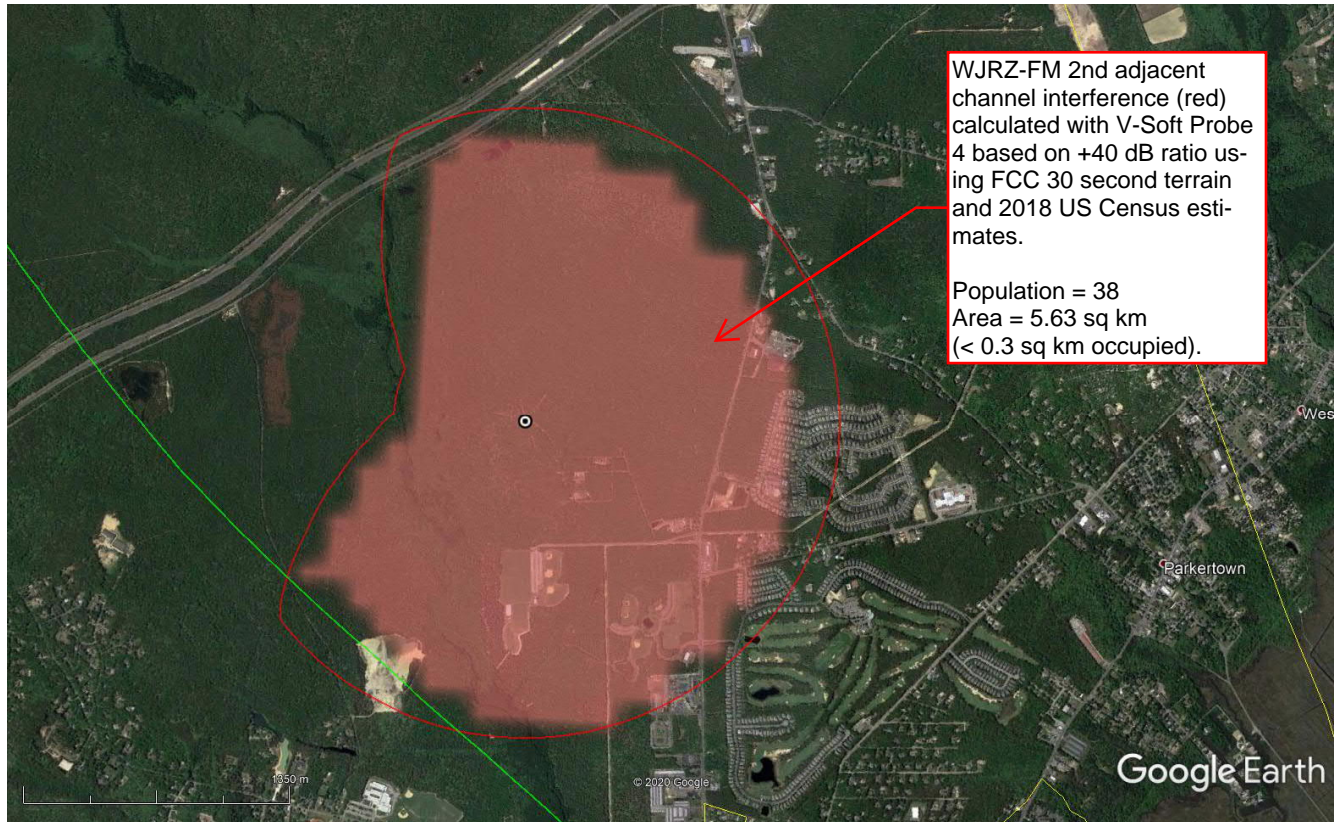 WJRZ-FM 2nd adjacent
channel interference (red)
calculated with V-Soft Probe
4 based on +40 dB ratio us-
ing FCC 30 second terrain
and 2018 US Census esti-
mates.
Population = 38
Area = 5.63 sq km
(< 0.3 sq km occupied).
Wes
Parkertown
1350 m
© 2020 Google
Google Earth